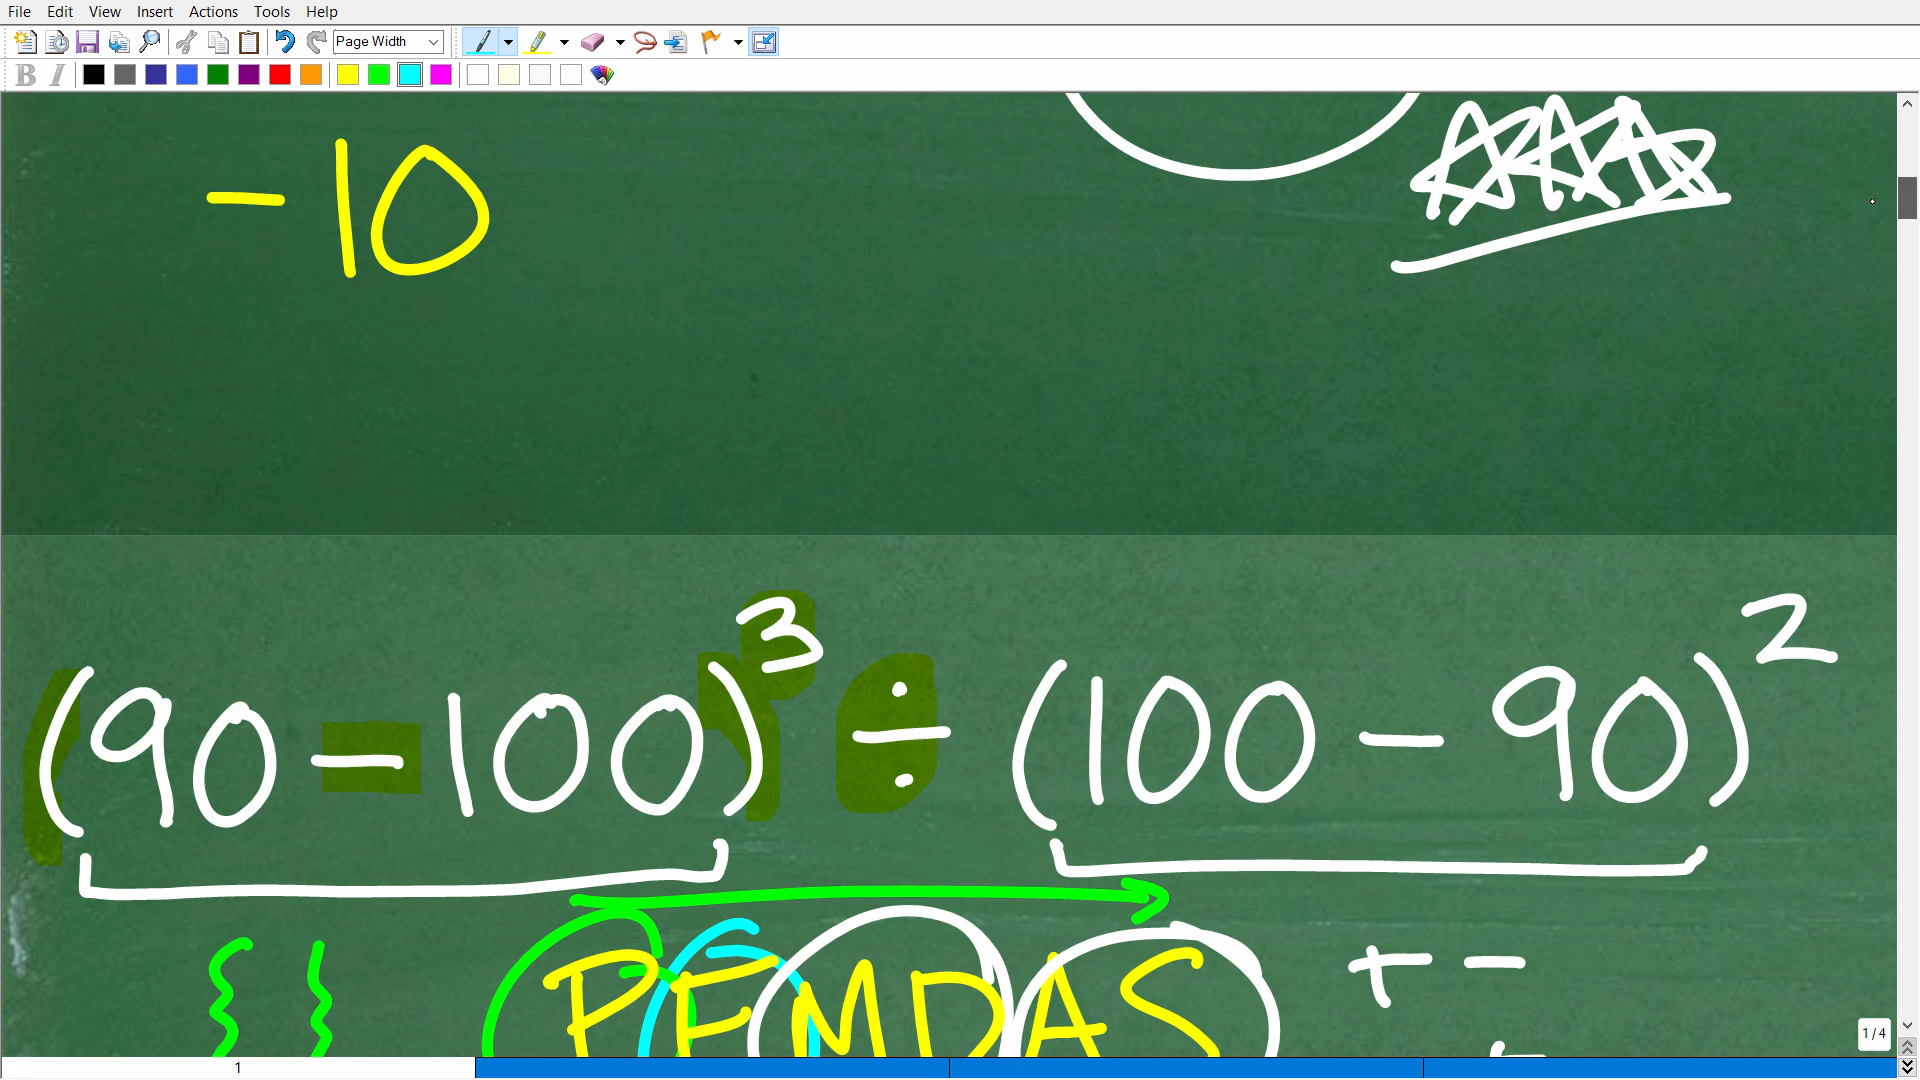 File Edit View Insert Actions Tools Help
Page Width
B I
-10
(90-100)³ ÷ (100-90)²
{ } PEMDAS + -
1/4
1